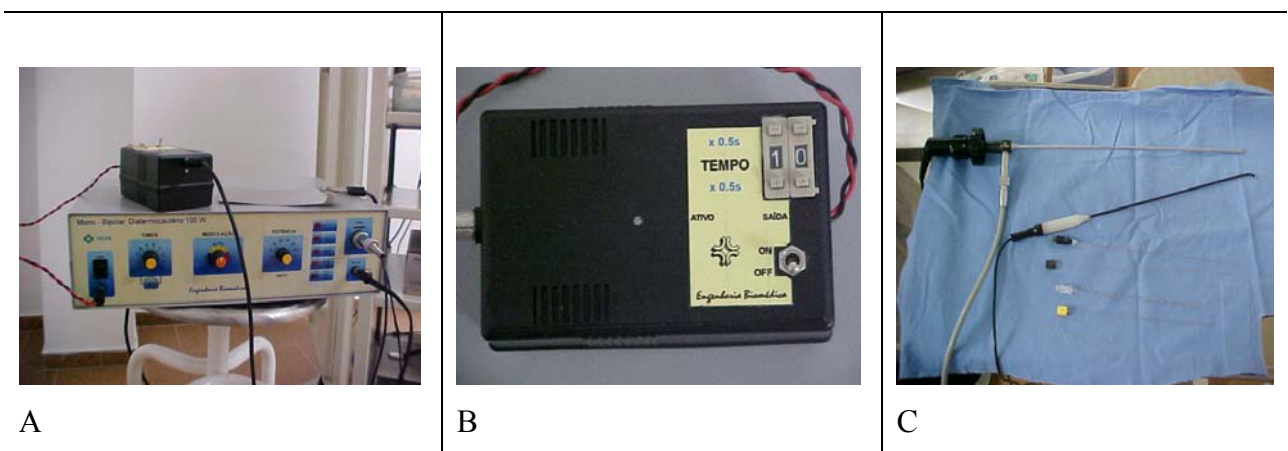 Mono - Bipolar Diatermocautério 100 W
TIMER
MODULAÇÃO
POTENCIA
Engenharia Biomédica
x 0.5s
TEMPO
x 0.5s
1 0
ATIVO
SAÍDA
ON
OFF
Engenharia Biomédica
A
B
C